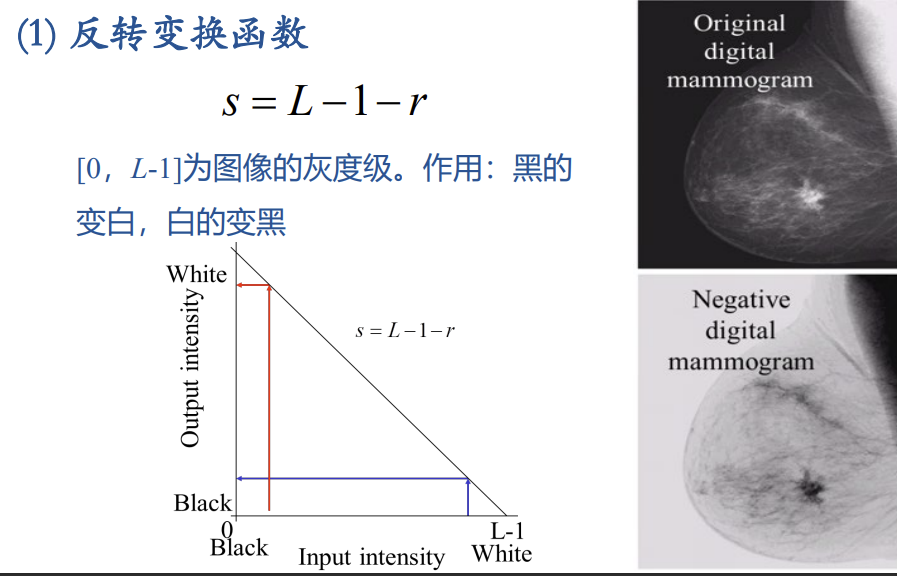 (1) 反转变换函数
s = L − 1 − r
[0，L-1]为图像的灰度级。作用：黑的
变白，白的变黑
White
Output intensity
s = L − 1 − r
Black
0
Black
Input intensity
L-1
White
Original
digital
mammogram
Negative
digital
mammogram